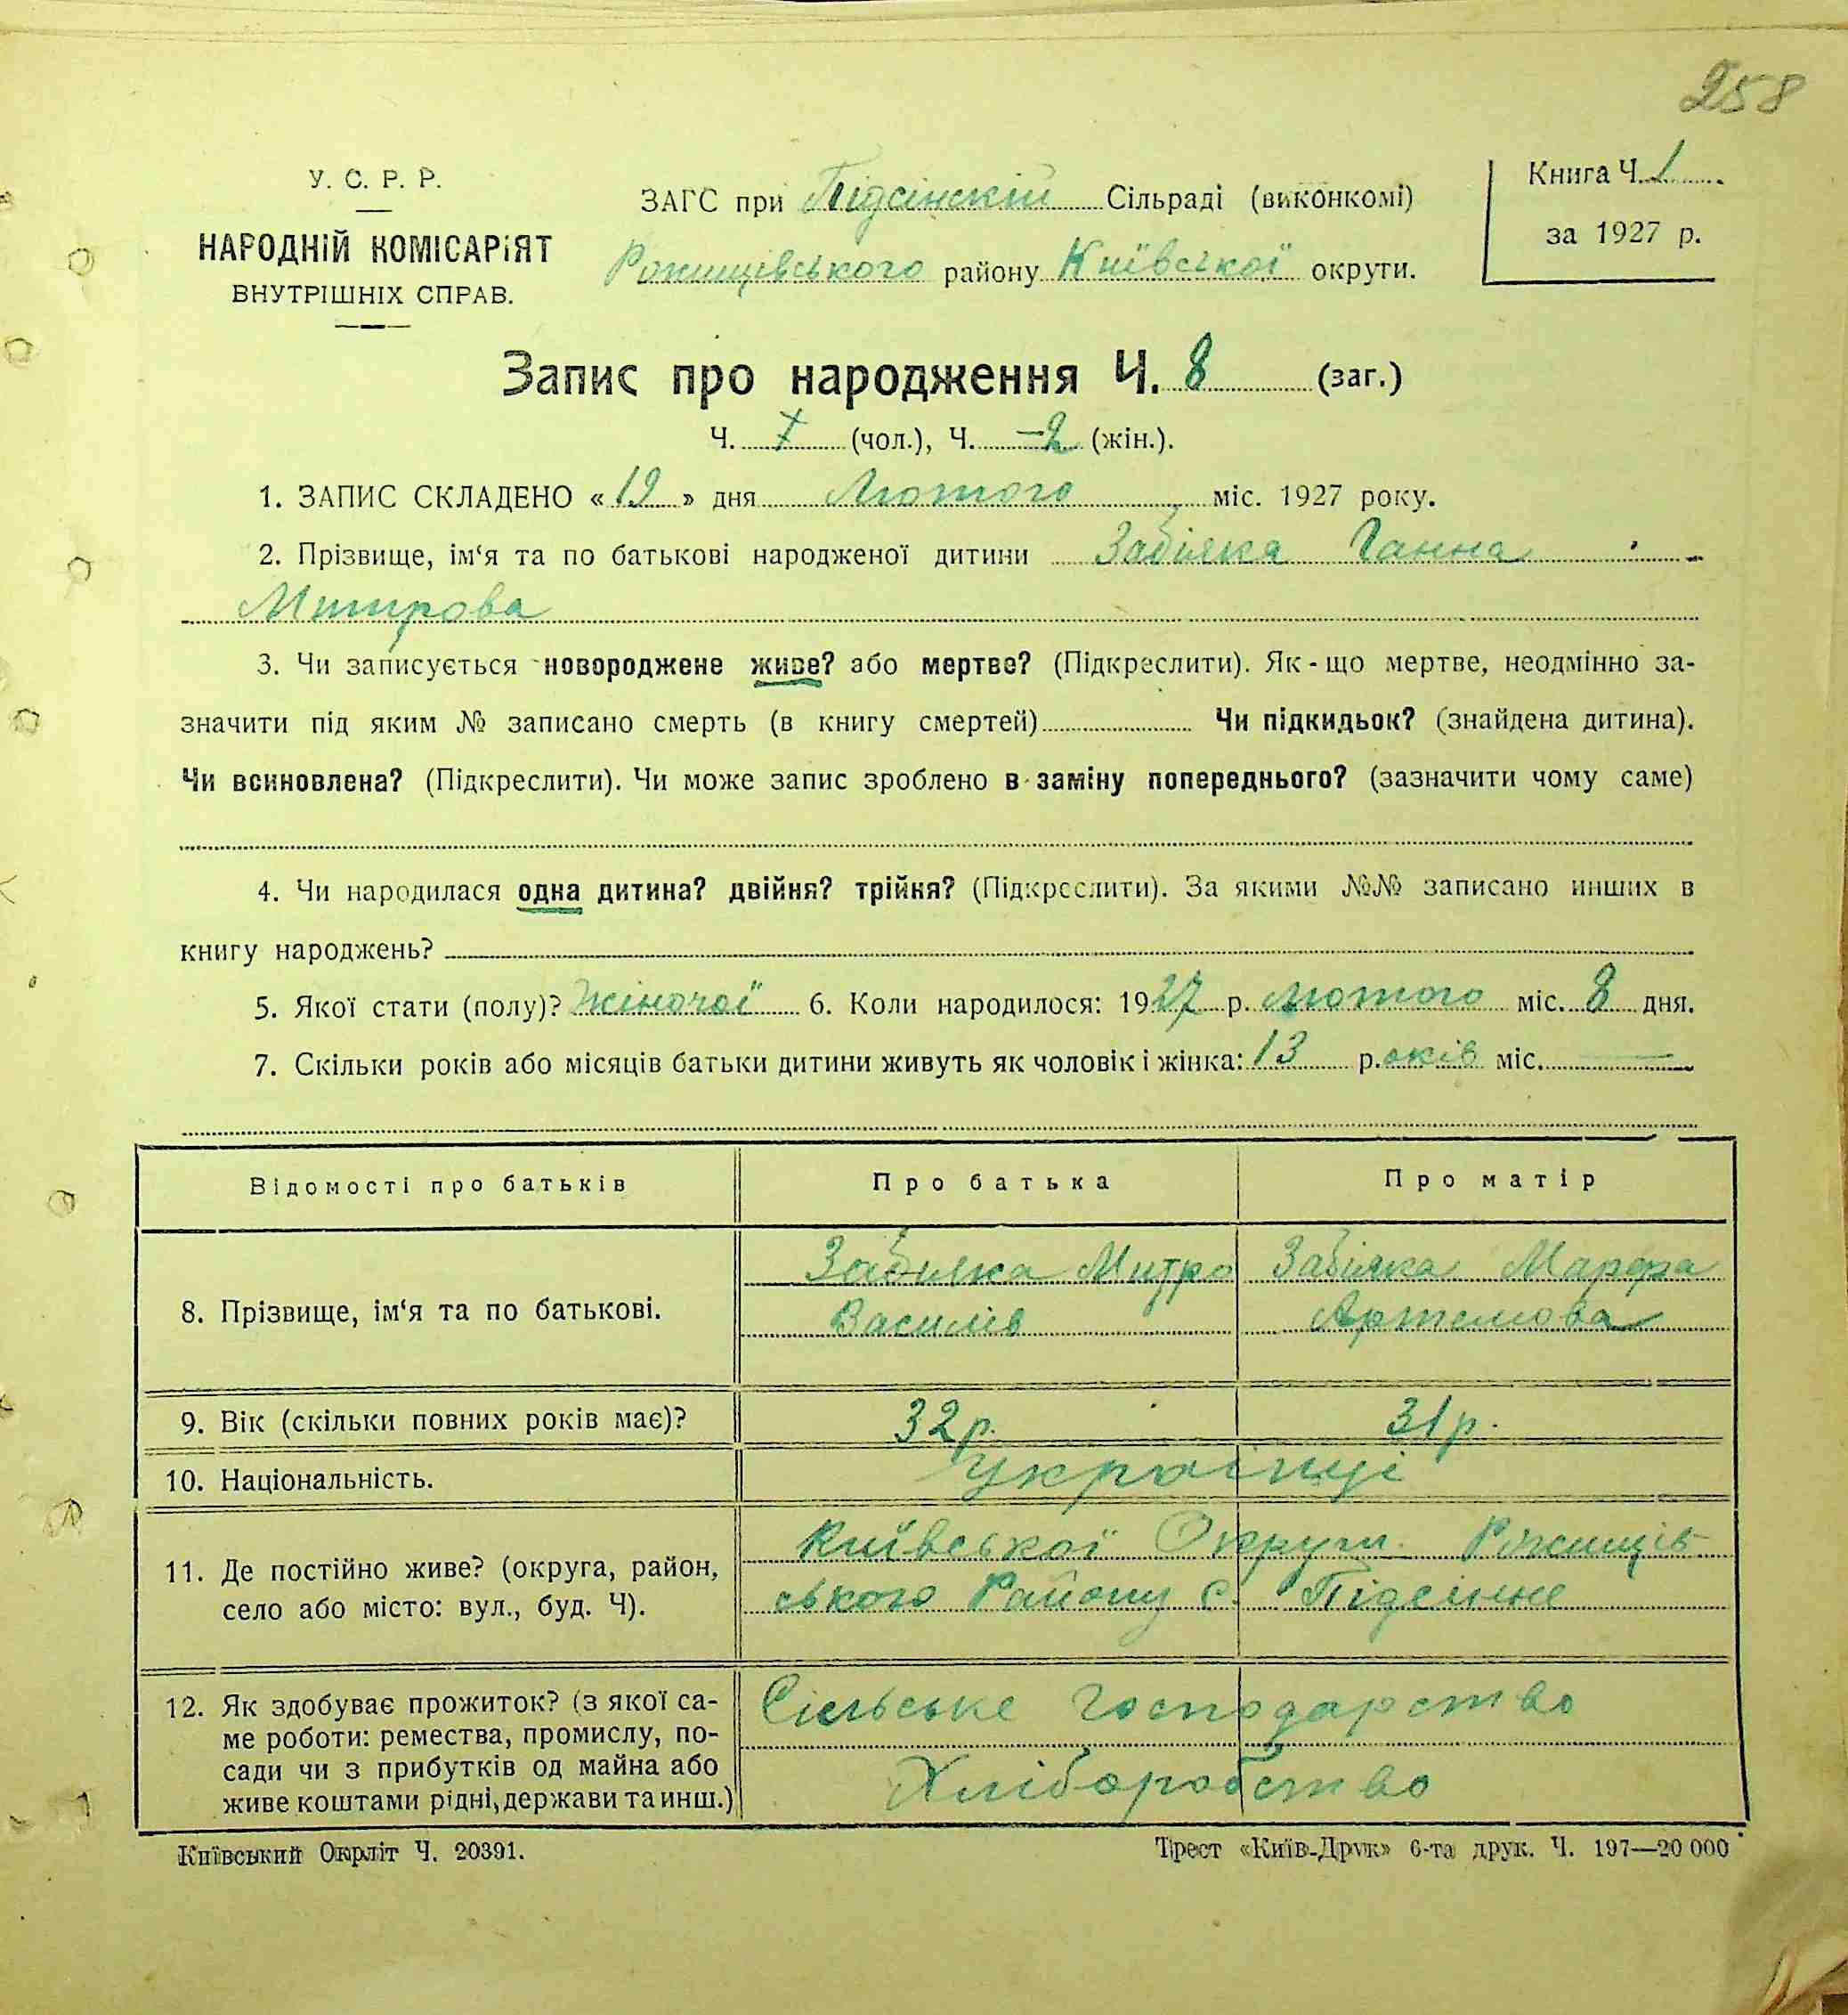 258
У. С. Р. Р.
НАРОДНІЙ КОМІСАРІЯТ
ВНУТРІШНІХ СПРАВ.
ЗАГС при Підсінскій Сільраді (виконкомі)
Рожищівського району Київської округи.
Книга Ч. 1
за 1927 р.
Запис про народження Ч. 8 (заг.)
Ч. (чол.), Ч. —2 (жін.).
1. ЗАПИС СКЛАДЕНО «19» дня Лютого міс. 1927 року.
2. Прізвище, ім‘я та по батькові народженої дитини Забіяка Ганна
Митрова
3. Чи записується новороджене живе? або мертве? (Підкреслити). Як-що мертве, неодмінно за-
значити під яким № записано смерть (в книгу смертей) Чи підкидьок? (знайдена дитина).
Чи всиновлена? (Підкреслити). Чи може запис зроблено в заміну попереднього? (зазначити чому саме)
4. Чи народилася одна дитина? двійня? трійня? (Підкреслити). За якими №№ записано инших в
книгу народжень?
5. Якої стати (полу)? Жіночої 6. Коли народилося: 1927 р. Лютого міс. 8 дня.
7. Скільки років або місяців батьки дитини живуть як чоловік і жінка: 13 р.оків міс. —
Відомості про батьків Про батька Про матір
8. Прізвище, ім‘я та по батькові. Забіяка Митро Забіяка Марфа
Василів Артемова
9. Вік (скільки повних років має)? 32р. 31р.
10. Національність. Українці
11. Де постійно живе? (округа, район, село або місто: вул., буд. Ч). Київської Округи Рожищів-
ського Району с. Підсінне
12. Як здобуває прожиток? (з якої са- Сільське Господарство
ме роботи: ремества, промислу, по-
сади чи з прибутків од майна або Хліборобство
живе коштами рідні, держави та инш.)
Київський Окрліт Ч. 20391.
Трест «Київ-Друк» 6-та друк. Ч. 197—20 000